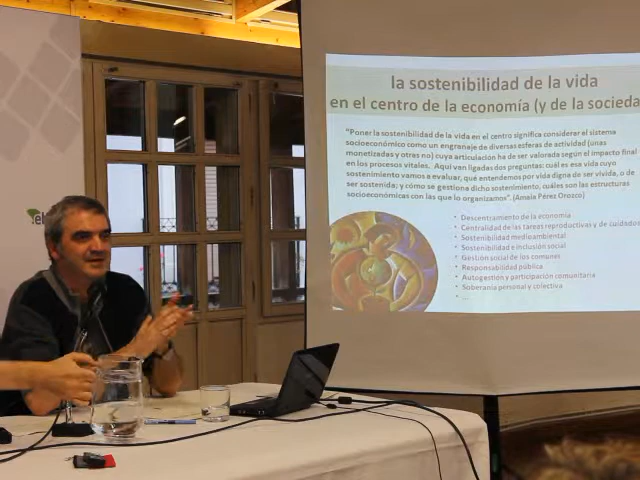 la sostenibilidad de la vida
en el centro de la economía (y de la socieda
"Poner la sostenibilidad de la vida en el centro significa considerar el sistema
socioeconómico como un engranaje de diversas esferas de actividad (unas
monetizadas y otras no) cuya articulación ha de ser valorada según el impacto final
en los procesos vitales. Aquí van ligadas dos preguntas: cuál es esa vida cuyo
sostenimiento vamos a evaluar, qué entendemos por vida digna de ser vivida, o de
ser sostenida; y cómo se gestiona dicho sostenimiento, cuáles son las estructuras
socioeconómicas con las que lo organizamos". (Amaia Pérez Orozco)
• Descentramiento de la economía
• Centralidad de las tareas reproductivas y de cuidados
• Sostenibilidad medioambiental
• Sostenibilidad e inclusión social
• Gestión social de los comunes
• Responsabilidad pública
• Autogestión y participación comunitaria
• Soberanía personal y colectiva